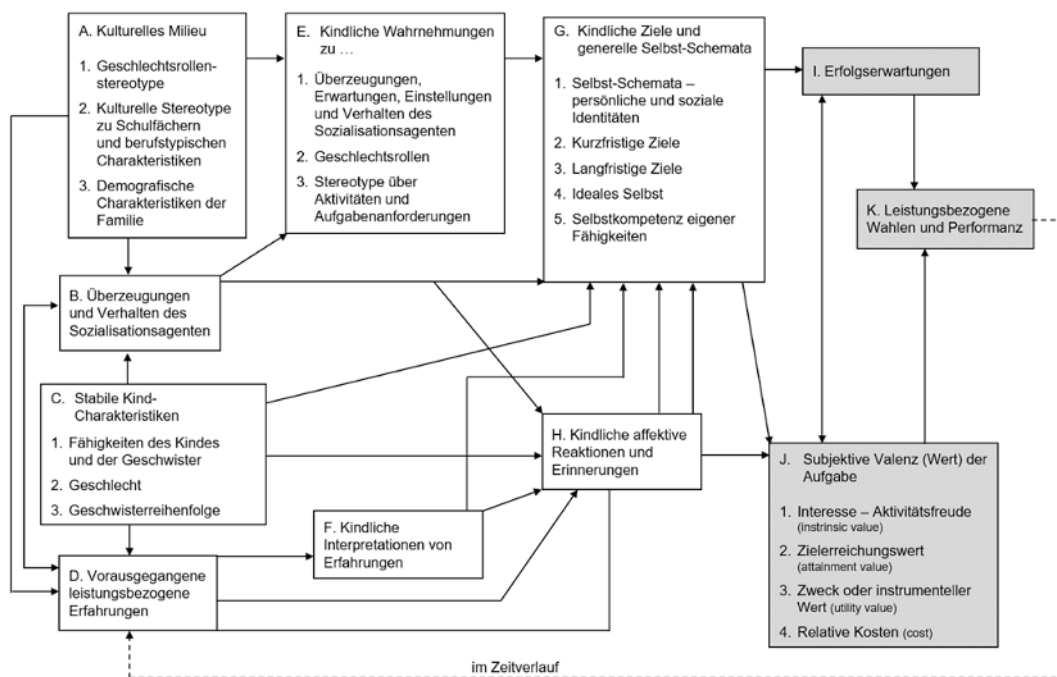 A. Kulturelles Milieu
1. Geschlechtsrollen-
stereotype
2. Kulturelle Stereotype
zu Schulfächern
und berufstypischen
Charakteristiken
3. Demografische
Charakteristiken der
Familie
E. Kindliche Wahrnehmungen
zu ...
1. Überzeugungen,
Erwartungen, Einstellungen
und Verhalten des
Sozialisationsagenten
2. Geschlechtsrollen
3. Stereotype über
Aktivitäten und
Aufgabenanforderungen
G. Kindliche Ziele und
generelle Selbst-Schemata
1. Selbst-Schemata –
persönliche und soziale
Identitäten
2. Kurzfristige Ziele
3. Langfristige Ziele
4. Ideales Selbst
5. Selbstkompetenz eigener
Fähigkeiten
I. Erfolgserwartungen
K. Leistungsbezogene
Wahlen und Performanz
B. Überzeugungen
und Verhalten des
Sozialisationsagenten
C. Stabile Kind-
Charakteristiken
1. Fähigkeiten des Kindes
und der Geschwister
2. Geschlecht
3. Geschwisterreihenfolge
H. Kindliche affektive
Reaktionen und
Erinnerungen
J. Subjektive Valenz (Wert) der
Aufgabe
1. Interesse – Aktivitätsfreude
(instrinsic value)
2. Zielerreichungswert
(attainment value)
3. Zweck oder instrumenteller
Wert (utility value)
4. Relative Kosten (cost)
F. Kindliche
Interpretationen von
Erfahrungen
D. Vorausgegangene
leistungsbezogene
Erfahrungen
im Zeitverlauf